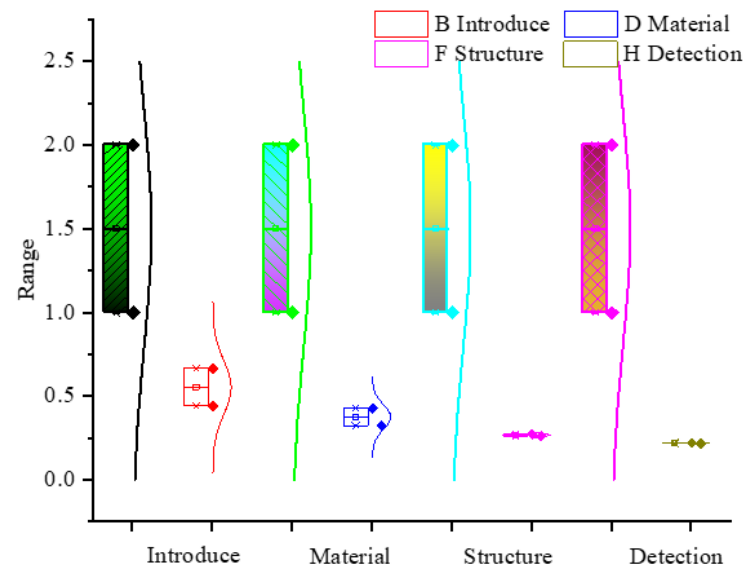 B Introduce
D Material
F Structure
H Detection
2.5
2.0
1.5
1.0
0.5
0.0
Range
Introduce
Material
Structure
Detection